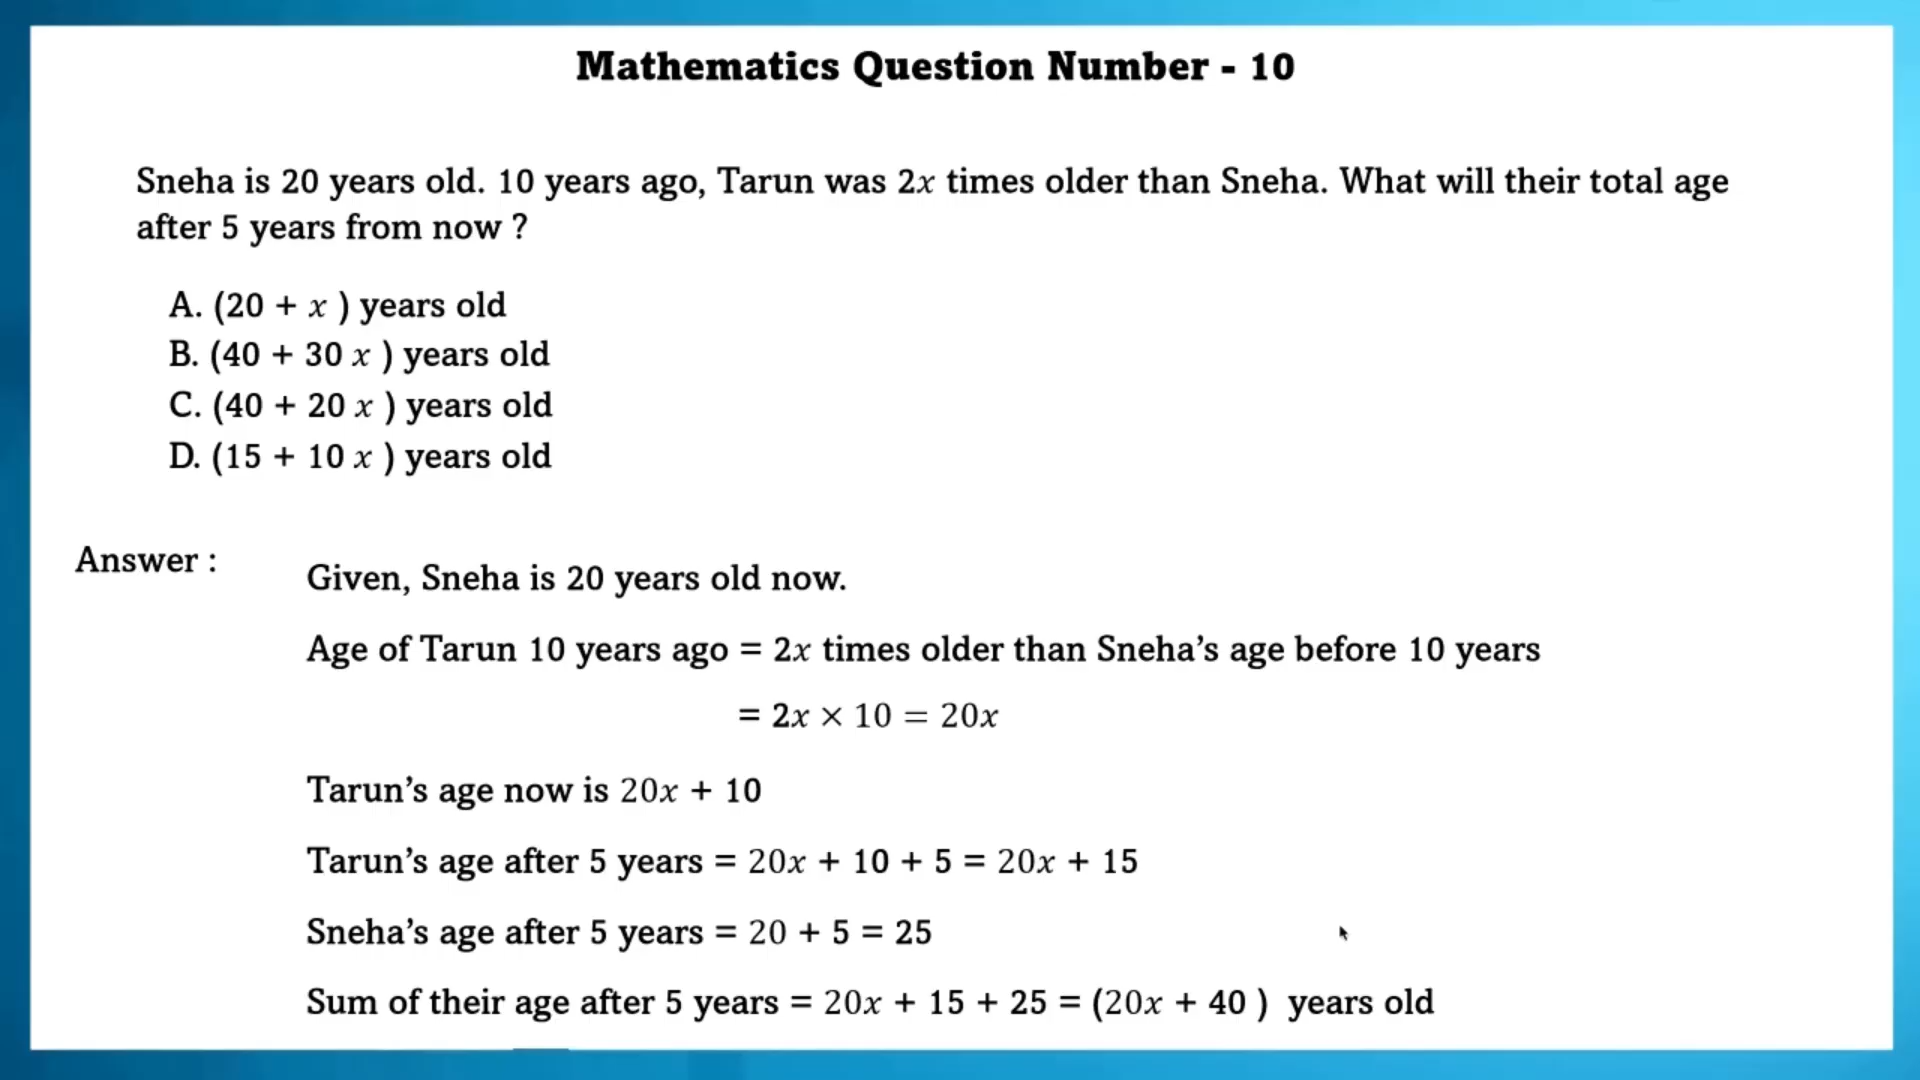 Mathematics Question Number - 10
Sneha is 20 years old. 10 years ago, Tarun was 2x times older than Sneha. What will their total age
after 5 years from now ?
A. (20 + x ) years old
B. (40 + 30 x ) years old
C. (40 + 20 x ) years old
D. (15 + 10 x ) years old
Answer :
Given, Sneha is 20 years old now.
Age of Tarun 10 years ago = 2x times older than Sneha’s age before 10 years
= 2x × 10 = 20x
Tarun’s age now is 20x + 10
Tarun’s age after 5 years = 20x + 10 + 5 = 20x + 15
Sneha’s age after 5 years = 20 + 5 = 25
Sum of their age after 5 years = 20x + 15 + 25 = (20x + 40 ) years old